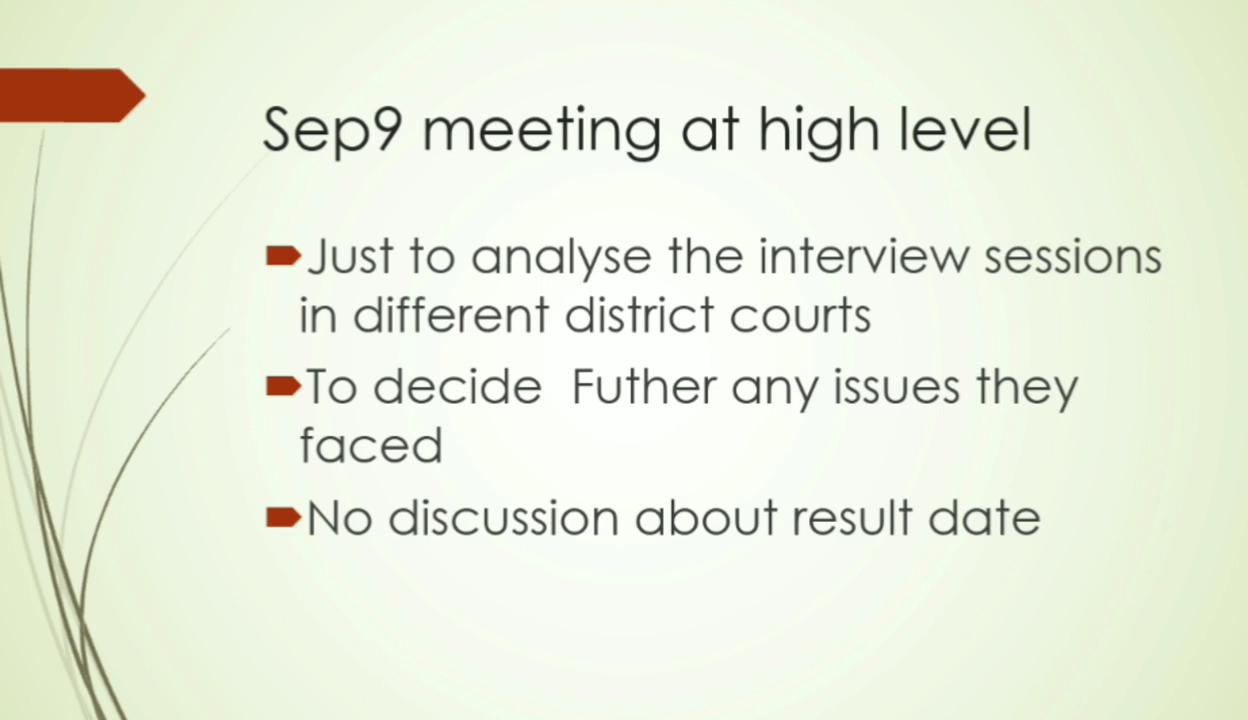 Sep9 meeting at high level
Just to analyse the interview sessions
in different district courts
To decide  Futher any issues they
faced
No discussion about result date